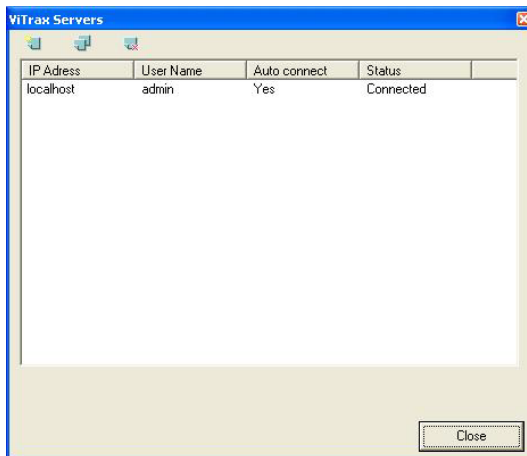 ViTrax Servers
IP Adress User Name Auto connect Status
localhost admin Yes Connected
Close